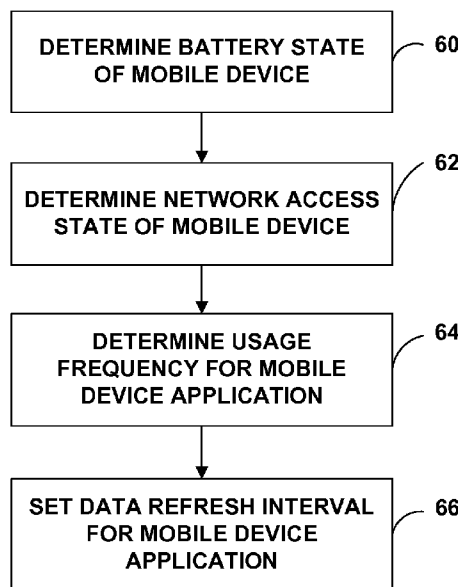 DETERMINE BATTERY STATE
OF MOBILE DEVICE
60
DETERMINE NETWORK ACCESS
STATE OF MOBILE DEVICE
62
DETERMINE USAGE
FREQUENCY FOR MOBILE
DEVICE APPLICATION
64
SET DATA REFRESH INTERVAL
FOR MOBILE DEVICE
APPLICATION
66